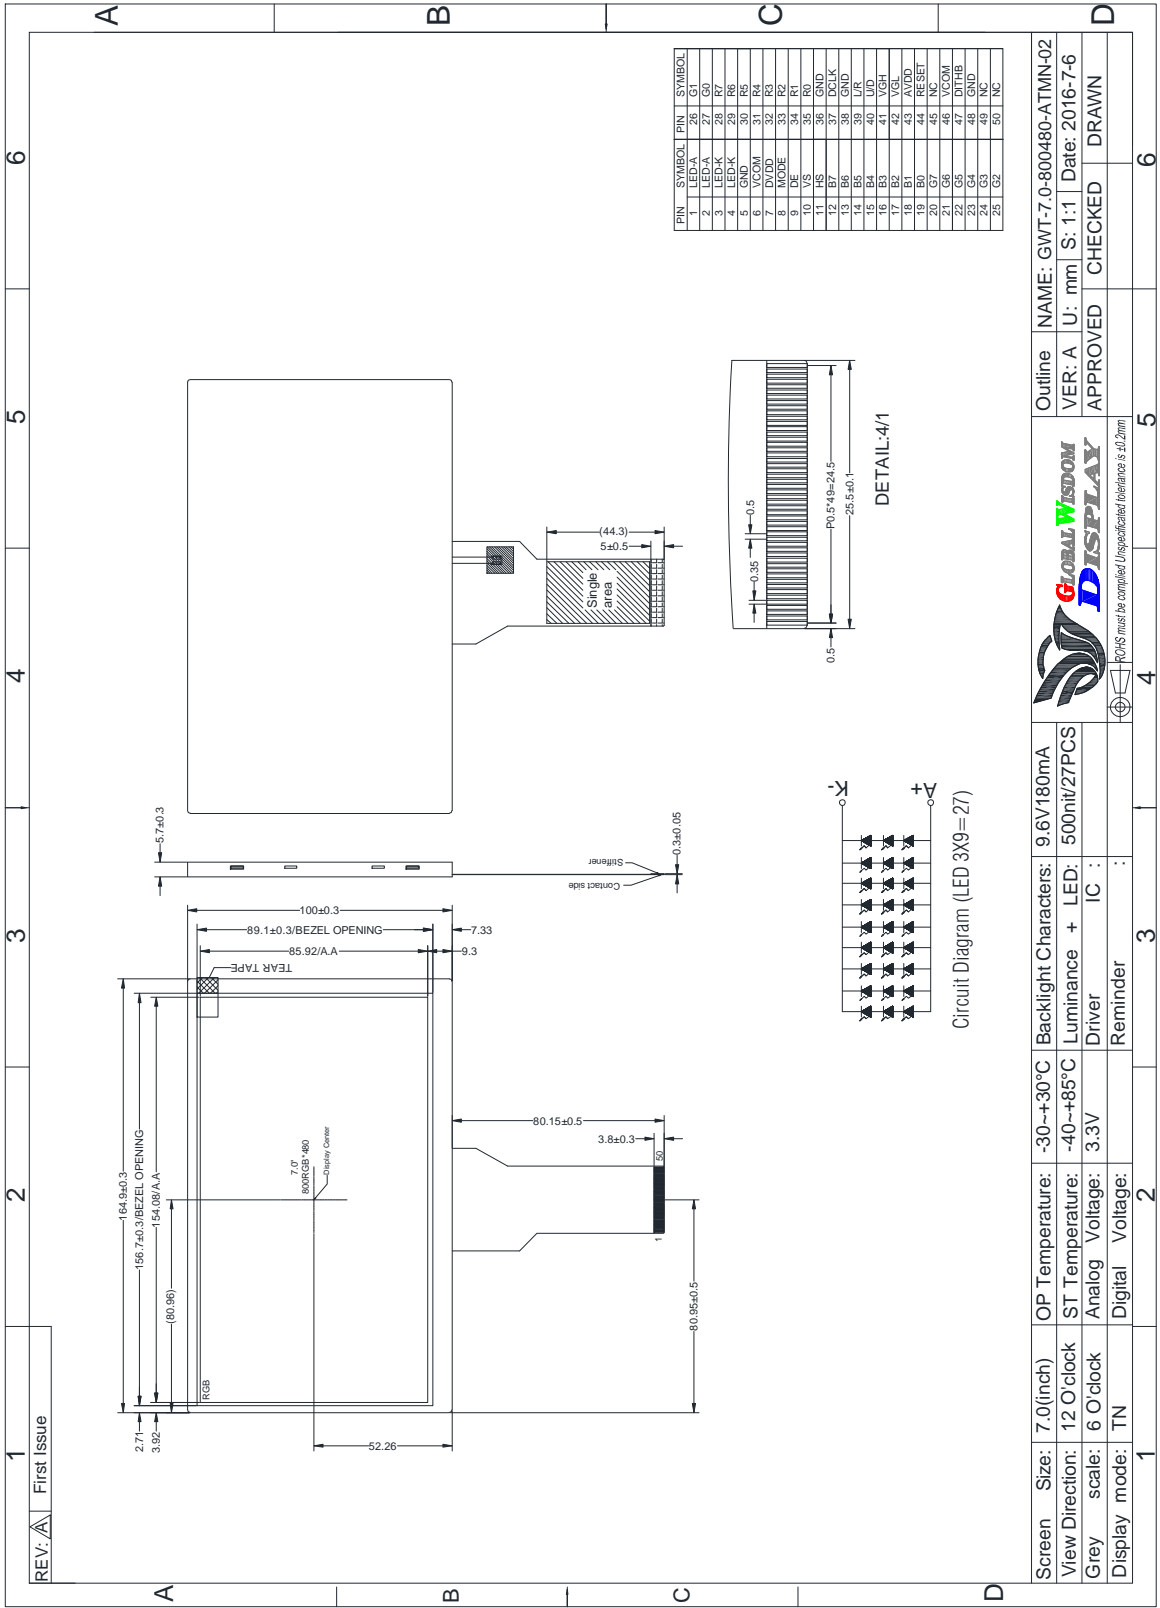 REV: A First Issue
1 2 3 4 5 6
A
B
C
D
164.9±0.3
156.7±0.3/BEZEL OPENING
154.08/A.A
(80.96)
2.71
3.92
RGB
52.26
7.0"
800RGB*480
Display Center
TEAR TAPE
100±0.3
89.1±0.3/BEZEL OPENING
7.33
85.92/A.A
9.3
80.15±0.5
3.8±0.3
1 50
80.95±0.5
5.7±0.3
Contact side
Stiffener
0.3±0.05
Single
area
(44.3)
5±0.5
0.35
0.5
0.5
P0.5*49=24.5
25.5±0.1
DETAIL:4/1
K-
A+
Circuit Diagram (LED 3X9=27)
PIN SYMBOL PIN SYMBOL
1 LED-A 26 G1
2 LED-A 27 G0
3 LED-K 28 R7
4 LED-K 29 R6
5 GND 30 R5
6 VCOM 31 R4
7 DVDD 32 R3
8 MODE 33 R2
9 DE 34 R1
10 VS 35 R0
11 HS 36 GND
12 B7 37 DCLK
13 B6 38 GND
14 B5 39 L/R
15 B4 40 U/D
16 B3 41 VGH
17 B2 42 VGL
18 B1 43 AVDD
19 B0 44 RESET
20 G7 45 NC
21 G6 46 VCOM
22 G5 47 DITHB
23 G4 48 GND
24 G3 49 NC
25 G2 50 NC
Screen Size: 7.0(inch) OP Temperature: -30~+30°C Backlight Characters: 9.6V180mA
View Direction: 12 O'clock ST Temperature: -40~+85°C Luminance + LED: 500nit/27PCS
Grey scale: 6 O'clock Analog Voltage: 3.3V Driver IC :
Display mode: TN Digital Voltage: Reminder :
GLOBAL WISDOM
DISPLAY
ROHS must be complied Unspecificated tolerlance is ±0.2mm
Outline NAME: GWT-7.0-800480-ATMN-02
VER: A U: mm S: 1:1 Date: 2016-7-6
APPROVED CHECKED DRAWN
1 2 3 4 5 6
A
B
C
D